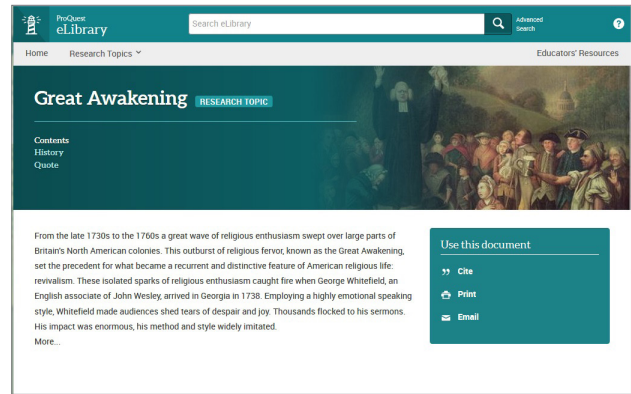 ProQuest
eLibrary
Search eLibrary
Advanced
Search
?
Home
Research Topics
Educators' Resources
Great Awakening RESEARCH TOPIC
Contents
History
Quote
From the late 1730s to the 1760s a great wave of religious enthusiasm swept over large parts of
Britain's North American colonies. This outburst of religious fervor, known as the Great Awakening,
set the precedent for what became a recurrent and distinctive feature of American religious life:
revivalism. These isolated sparks of religious enthusiasm caught fire when George Whitefield, an
English associate of John Wesley, arrived in Georgia in 1738. Employing a highly emotional speaking
style, Whitefield made audiences shed tears of despair and joy. Thousands flocked to his sermons.
His impact was enormous, his method and style widely imitated.
More...
Use this document
Cite
Print
Email